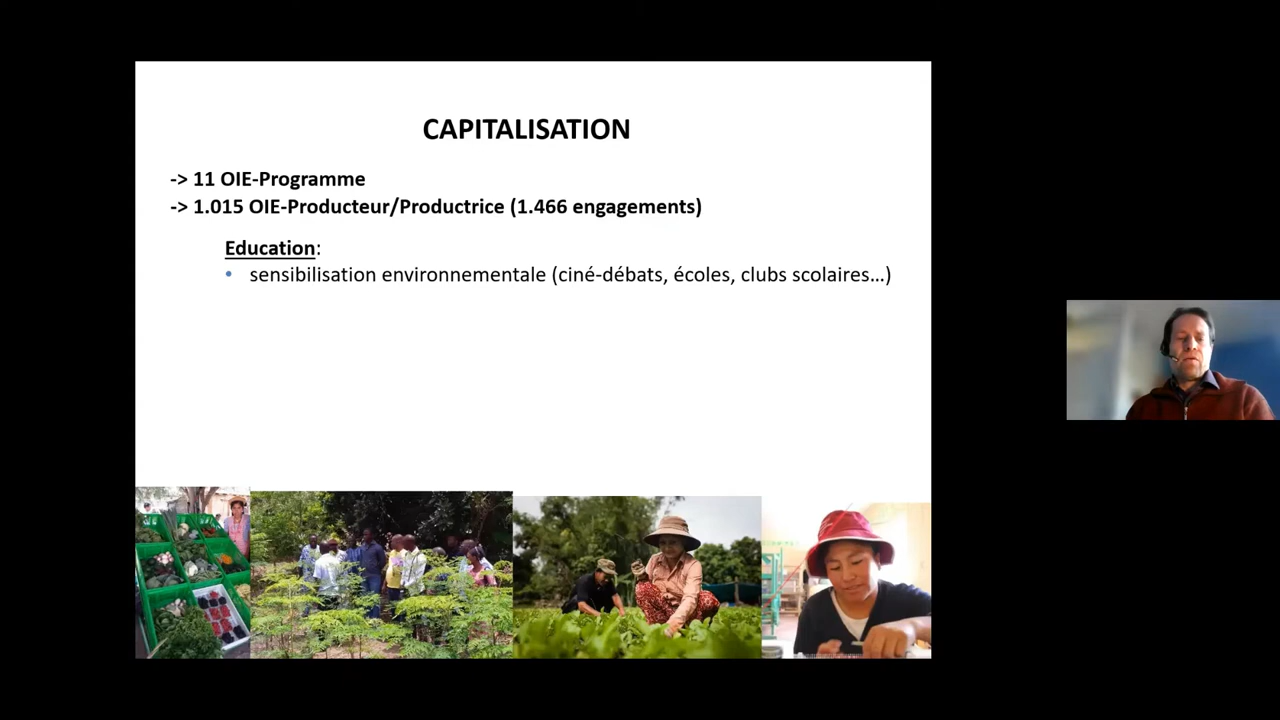 CAPITALISATION
-> 11 OIE-Programme
-> 1.015 OIE-Producteur/Productrice (1.466 engagements)
Education:
• sensibilisation environnementale (ciné-débats, écoles, clubs scolaires…)